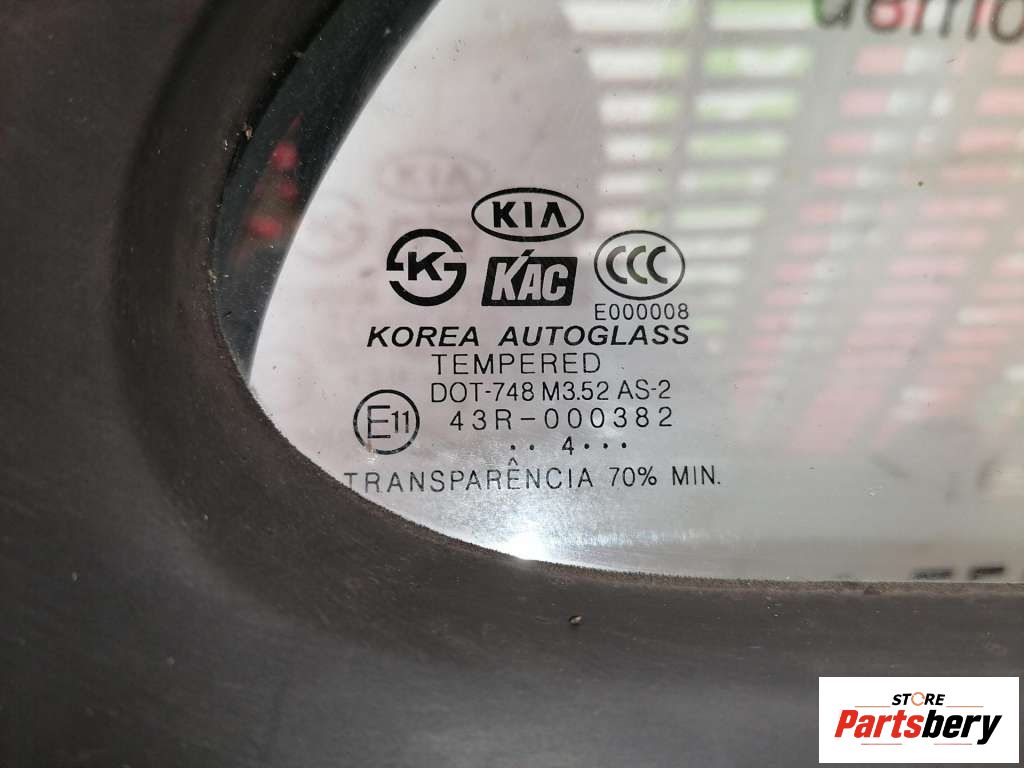 KIA
K
KAC
CCC
E000008
KOREA AUTOGLASS
TEMPERED
DOT-748 M3.52 AS-2
E11
43R-000382
.. 4 ...
TRANSPARÊNCIA 70% MIN.
STORE
Partsbery